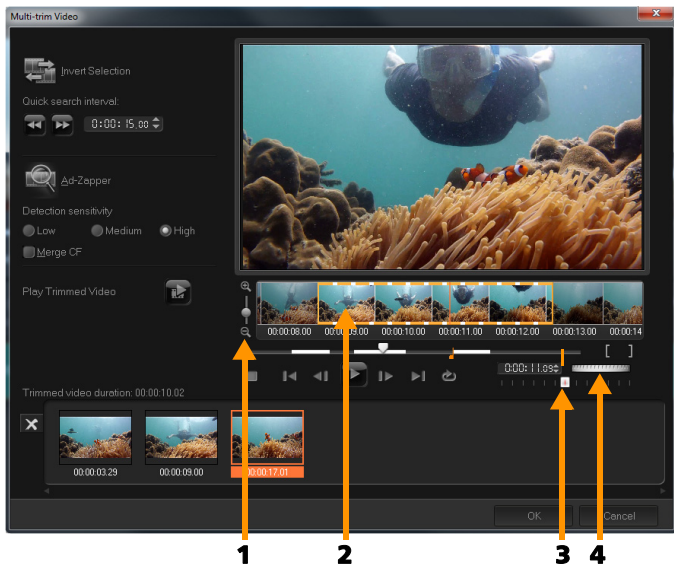 Multi-trim Video
Invert Selection
Quick search interval:
0:00:15.00
Ad-Zapper
Detection sensitivity
Low Medium High
Merge CF
Play Trimmed Video
00:00:08.00 00:00:09.00 00:00:10.00 00:00:11.00 00:00:12.00 00:00:13.00 00:00:14
[ ]
0:00:11.09
Trimmed video duration: 00:00:10.02
00:00:03.29 00:00:09.00 00:00:17.01
OK Cancel
1 2 3 4